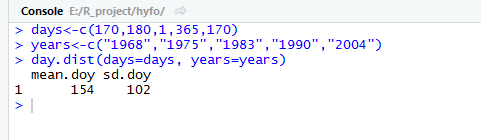 Console E:/R_project/hyfo/
> days<-c(170,180,1,365,170)
> years<-c("1968","1975","1983","1990","2004")
> day.dist(days=days, years=years)
mean.doy sd.doy
1 154 102
>